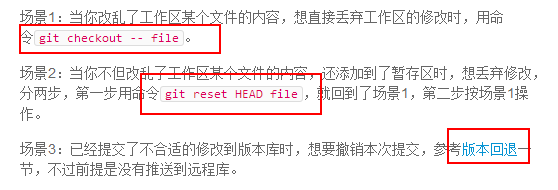 场景1：当你改乱了工作区某个文件的内容，想直接丢弃工作区的修改时，用命
令git checkout -- file。
场景2：当你不但改乱了工作区某个文件的内容，还添加到了暂存区时，想丢弃修改，
分两步，第一步用命令git reset HEAD file，就回到了场景1，第二步按场景1操
作。
场景3：已经提交了不合适的修改到版本库时，想要撤销本次提交，参考版本回退一
节，不过前提是没有推送到远程库。